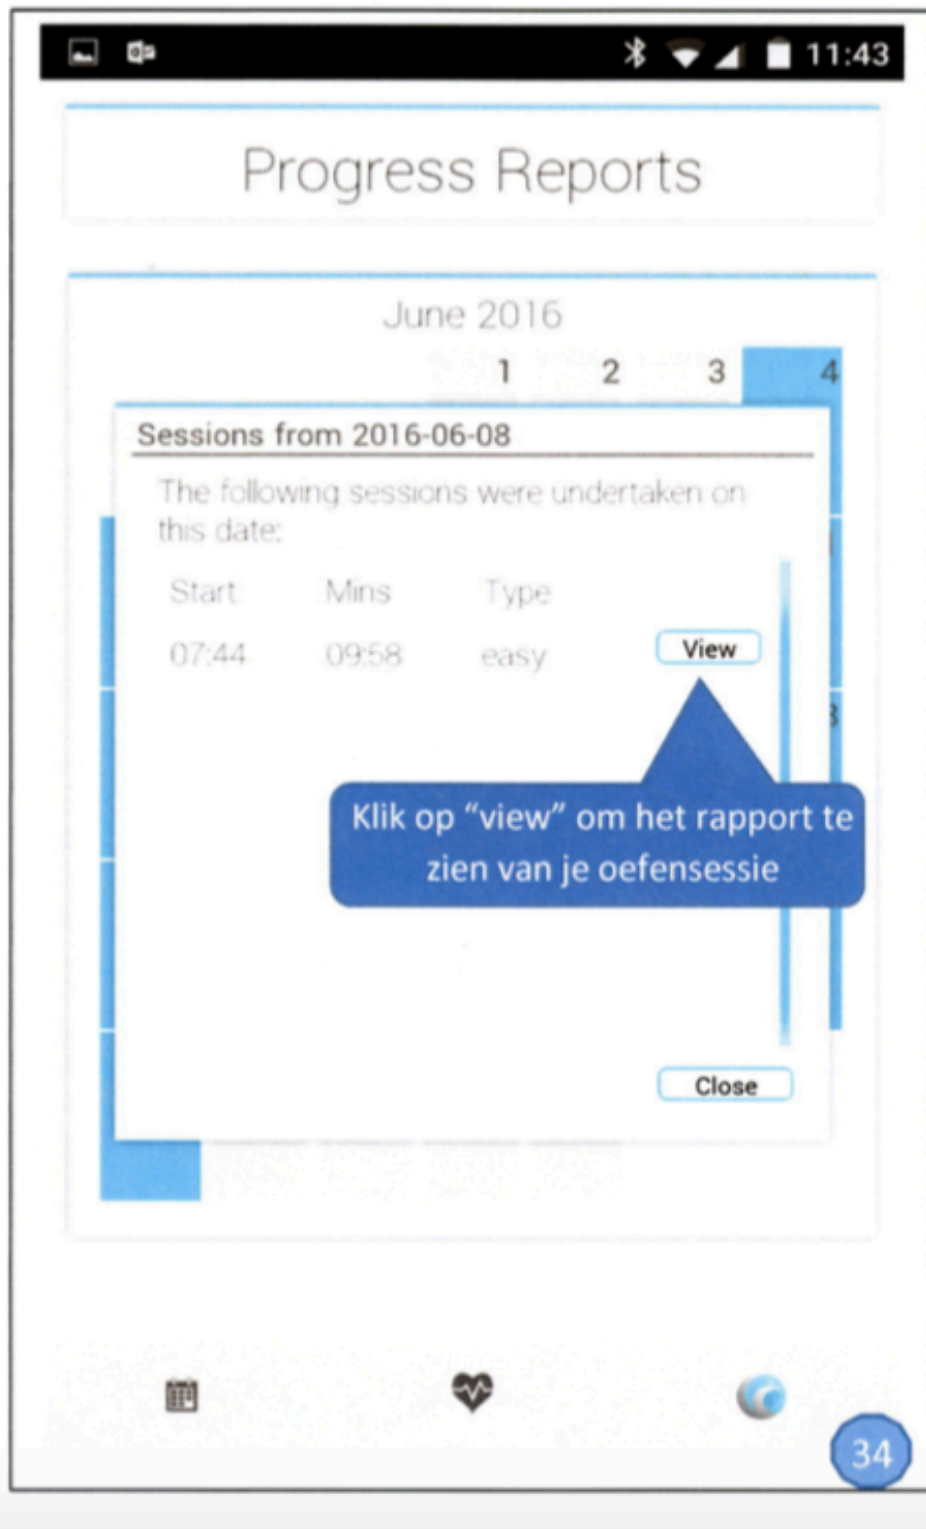 11:43
Progress Reports
June 2016
1 2 3 4
Sessions from 2016-06-08
The following sessions were undertaken on
this date:
Start Mins Type
07:44 09:58 easy View
Klik op “view” om het rapport te
zien van je oefensessie
Close
34